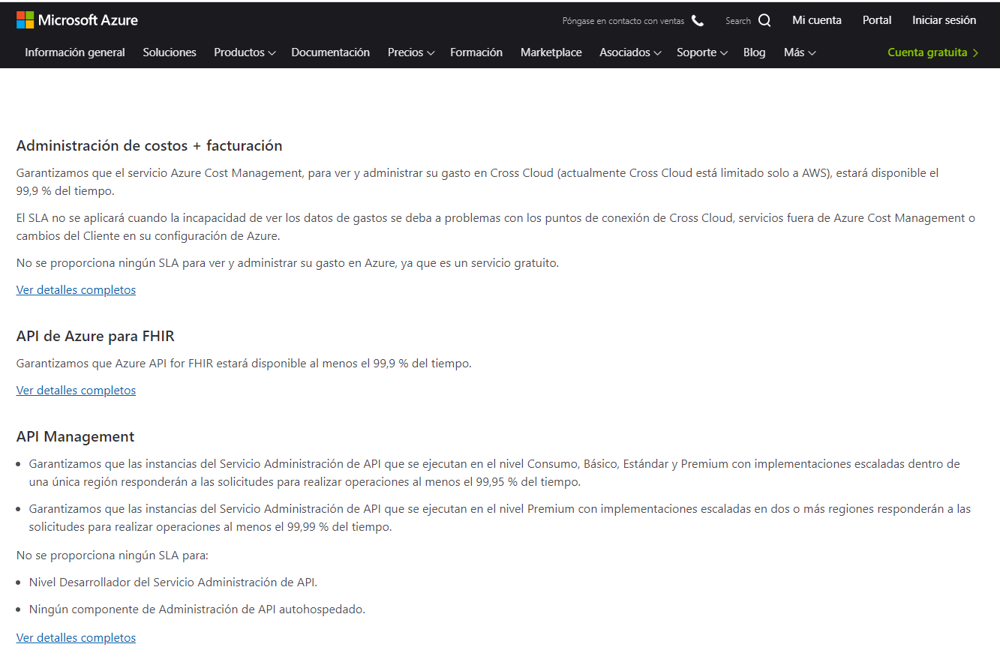 Microsoft Azure
Póngase en contacto con ventas
Search
Mi cuenta
Portal
Iniciar sesión
Información general
Soluciones
Productos
Documentación
Precios
Formación
Marketplace
Asociados
Soporte
Blog
Más
Cuenta gratuita
Administración de costos + facturación
Garantizamos que el servicio Azure Cost Management, para ver y administrar su gasto en Cross Cloud (actualmente Cross Cloud está limitado solo a AWS), estará disponible el
99,9 % del tiempo.
El SLA no se aplicará cuando la incapacidad de ver los datos de gastos se deba a problemas con los puntos de conexión de Cross Cloud, servicios fuera de Azure Cost Management o
cambios del Cliente en su configuración de Azure.
No se proporciona ningún SLA para ver y administrar su gasto en Azure, ya que es un servicio gratuito.
Ver detalles completos
API de Azure para FHIR
Garantizamos que Azure API for FHIR estará disponible al menos el 99,9 % del tiempo.
Ver detalles completos
API Management
• Garantizamos que las instancias del Servicio Administración de API que se ejecutan en el nivel Consumo, Básico, Estándar y Premium con implementaciones escaladas dentro de
una única región responderán a las solicitudes para realizar operaciones al menos el 99,95 % del tiempo.
• Garantizamos que las instancias del Servicio Administración de API que se ejecutan en el nivel Premium con implementaciones escaladas en dos o más regiones responderán a las
solicitudes para realizar operaciones al menos el 99,99 % del tiempo.
No se proporciona ningún SLA para:
• Nivel Desarrollador del Servicio Administración de API.
• Ningún componente de Administración de API autohospedado.
Ver detalles completos